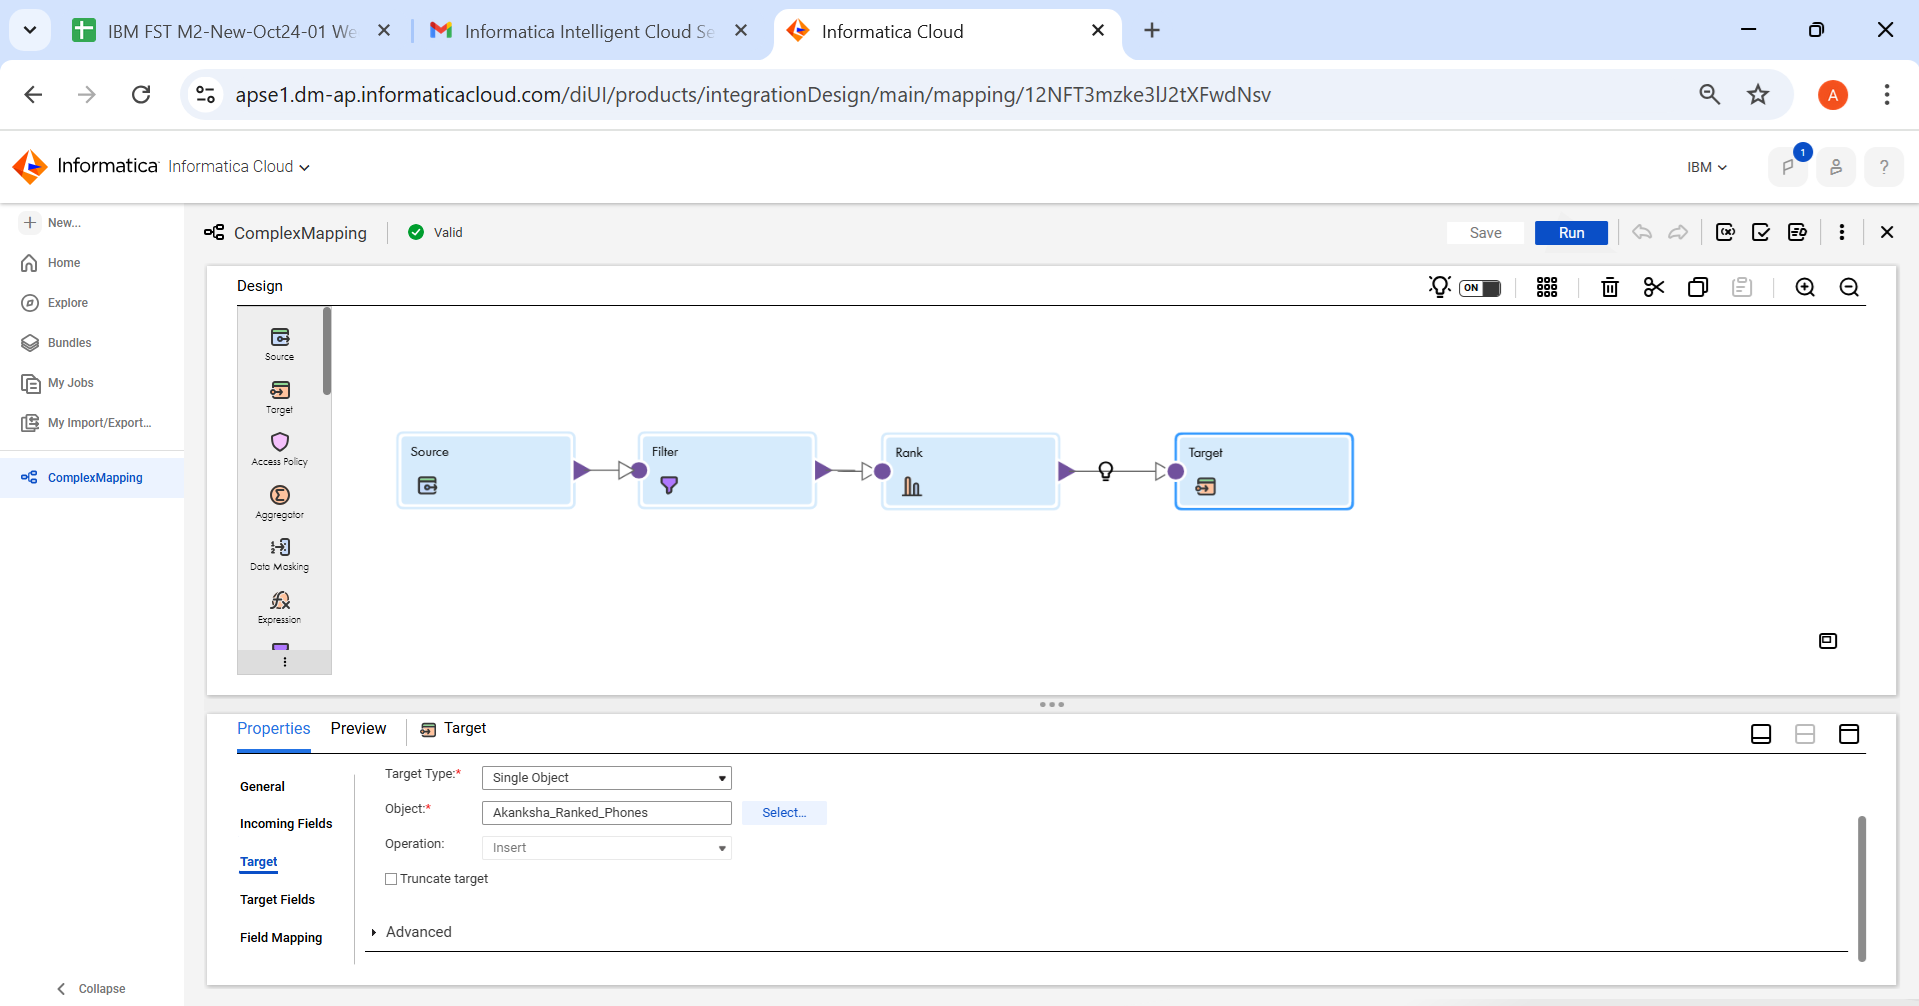 IBM FST M2-New-Oct24-01 We
Informatica Intelligent Cloud Se
Informatica Cloud
apse1.dm-ap.informaticacloud.com/diUI/products/integrationDesign/main/mapping/12NFT3mzke3lJ2tXFwdNsv
A
Informatica
Informatica Cloud
IBM
1
?
New...
Home
Explore
Bundles
My Jobs
My Import/Export...
ComplexMapping
Collapse
ComplexMapping
Valid
Save
Run
Design
ON
Source
Target
Access Policy
Aggregator
Data Masking
Expression
Source
Filter
Rank
Target
Properties
Preview
Target
General
Incoming Fields
Target
Target Fields
Field Mapping
Target Type:*
Single Object
Object:*
Akanksha_Ranked_Phones
Select...
Operation:
Insert
Truncate target
Advanced